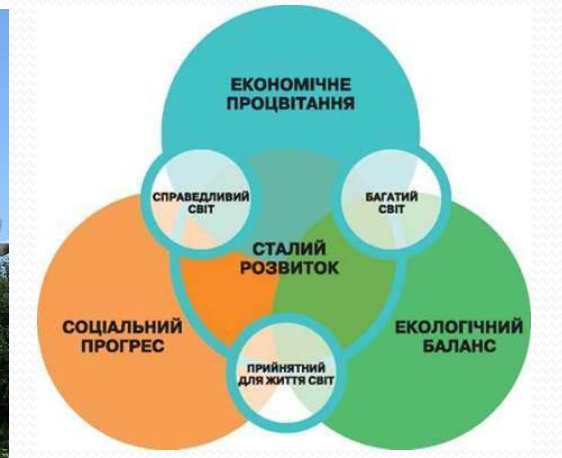 ЕКОНОМІЧНЕ
ПРОЦВІТАННЯ
СПРАВЕДЛИВИЙ
СВІТ
БАГАТИЙ
СВІТ
СТАЛИЙ
РОЗВИТОК
СОЦІАЛЬНИЙ
ПРОГРЕС
ЕКОЛОГІЧНИЙ
БАЛАНС
ПРИЙНЯТНИЙ
ДЛЯ ЖИТТЯ СВІТ